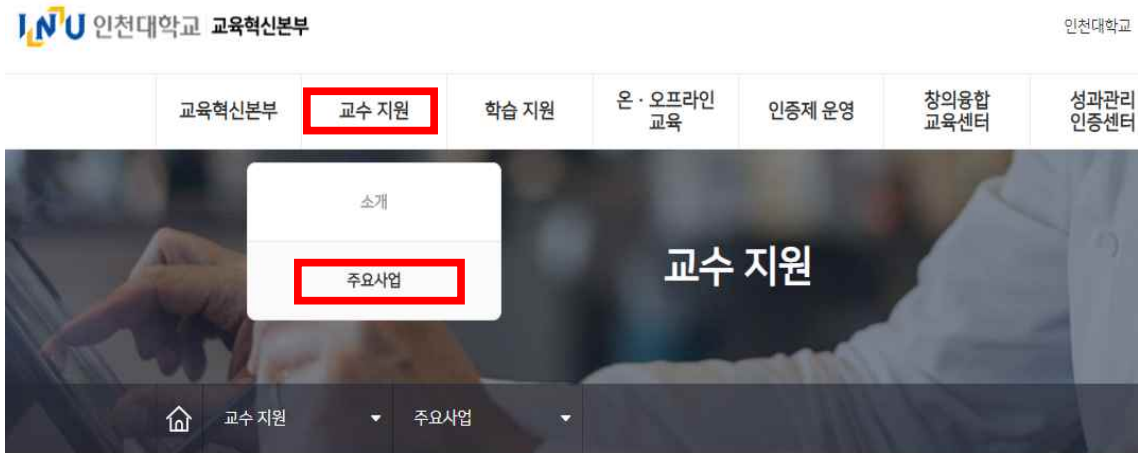 INU 인천대학교 교육혁신본부
인천대학교
교육혁신본부
교수 지원
학습 지원
온·오프라인
교육
인증제 운영
창의융합
교육센터
성과관리
인증센터
소개
주요사업
교수 지원
교수 지원
주요사업